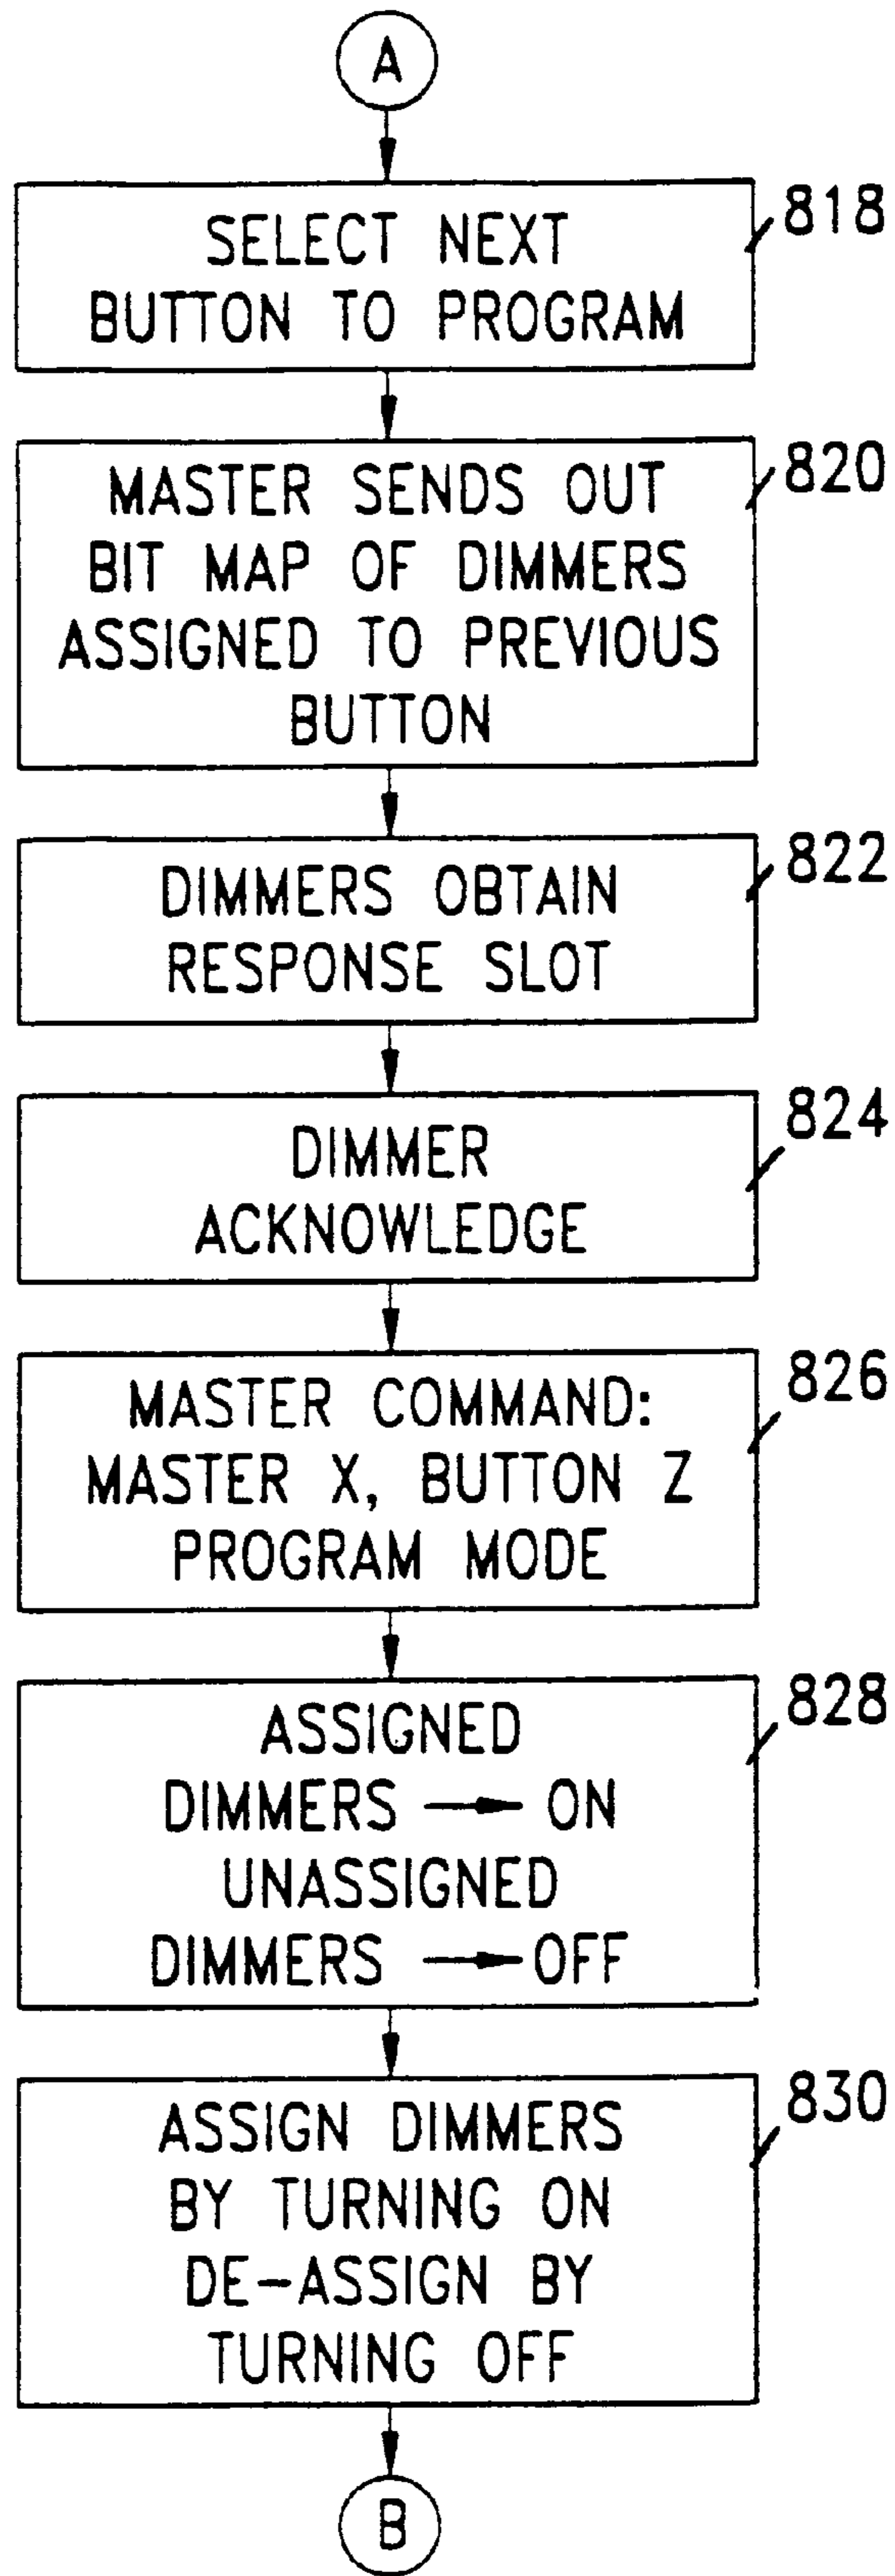 A
818
SELECT NEXT
BUTTON TO PROGRAM
820
MASTER SENDS OUT
BIT MAP OF DIMMERS
ASSIGNED TO PREVIOUS
BUTTON
822
DIMMERS OBTAIN
RESPONSE SLOT
824
DIMMER
ACKNOWLEDGE
826
MASTER COMMAND:
MASTER X, BUTTON Z
PROGRAM MODE
828
ASSIGNED
DIMMERS → ON
UNASSIGNED
DIMMERS → OFF
830
ASSIGN DIMMERS
BY TURNING ON
DE-ASSIGN BY
TURNING OFF
B